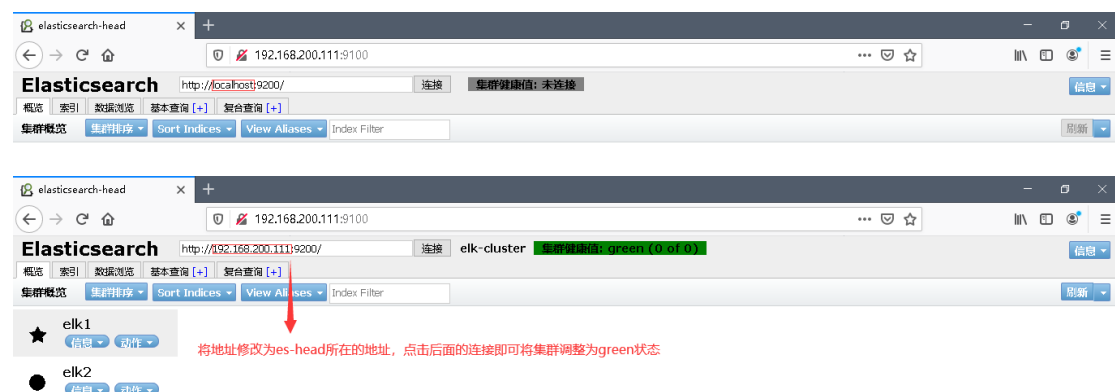 elasticsearch-head
192.168.200.111:9100
Elasticsearch http://localhost:9200/ 连接 集群健康值: 未连接 信息
概览 索引 数据浏览 基本查询 [+] 复合查询 [+]
集群概览 集群排序 Sort Indices View Aliases Index Filter 刷新
elasticsearch-head
192.168.200.111:9100
Elasticsearch http://192.168.200.111:9200/ 连接 elk-cluster 集群健康值: green (0 of 0) 信息
概览 索引 数据浏览 基本查询 [+] 复合查询 [+]
集群概览 集群排序 Sort Indices View Aliases Index Filter 刷新
elk1
信息 动作
将地址修改为es-head所在的地址，点击后面的连接即可将集群调整为green状态
elk2
信息 动作